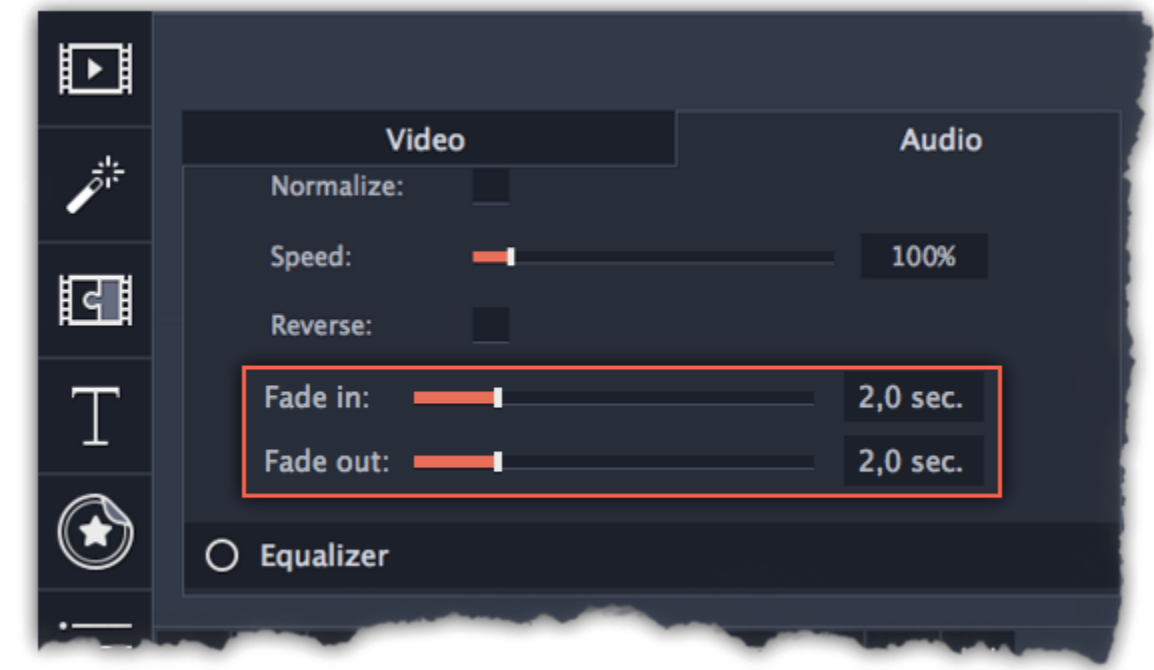 Video
Audio
Normalize:
Speed:
100%
Reverse:
Fade in:
2,0 sec.
Fade out:
2,0 sec.
Equalizer